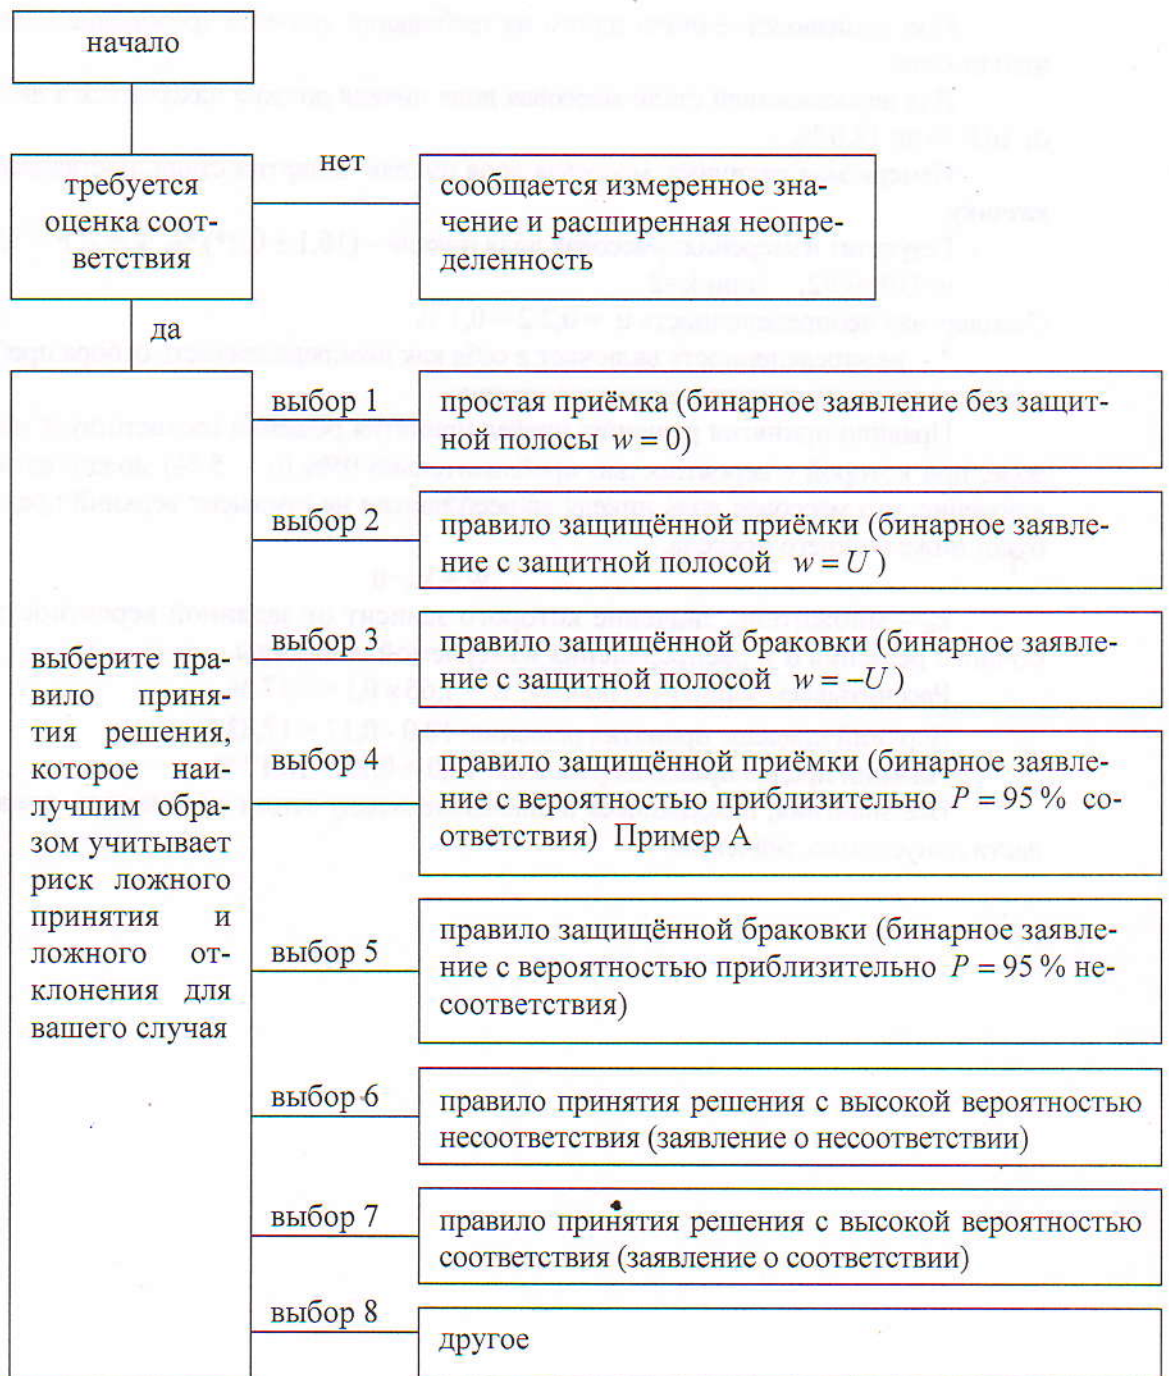 начало
нет
требуется
оценка соот-
ветствия
сообщается измеренное зна-
чение и расширенная неопре-
деленность
да
выберите пра-
вило приня-
тия решения,
которое наи-
лучшим обра-
зом учитывает
риск ложного
принятия и
ложного от-
клонения для
вашего случая
выбор 1
простая приёмка (бинарное заявление без защит-
ной полосы w = 0)
выбор 2
правило защищённой приёмки (бинарное заявле-
ние с защитной полосой w = U )
выбор 3
правило защищённой браковки (бинарное заявле-
ние с защитной полосой w = –U )
выбор 4
правило защищённой приёмки (бинарное заявле-
ние с вероятностью приблизительно P = 95 % со-
ответствия) Пример А
выбор 5
правило защищённой браковки (бинарное заявле-
ние с вероятностью приблизительно P = 95 % не-
соответствия)
выбор 6
правило принятия решения с высокой вероятностью
несоответствия (заявление о несоответствии)
выбор 7
правило принятия решения с высокой вероятностью
соответствия (заявление о соответствии)
выбор 8
другое